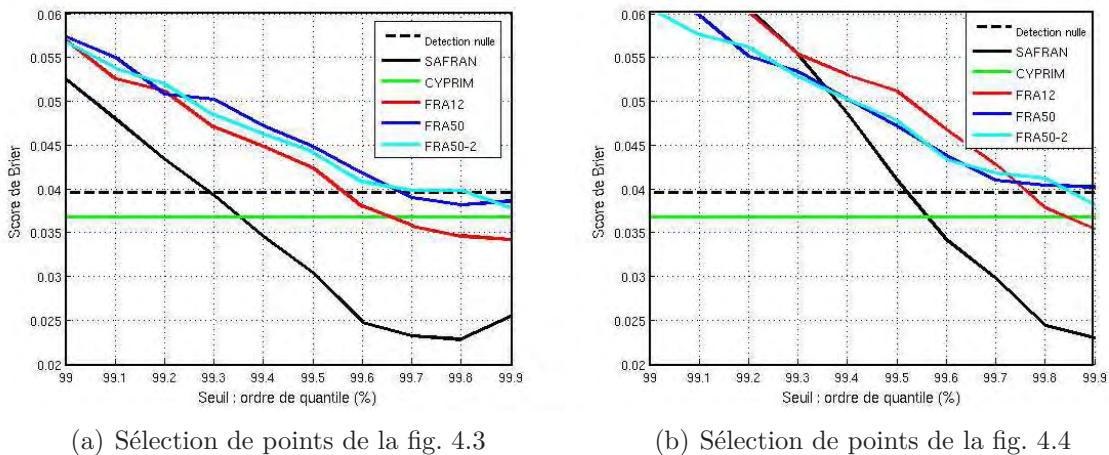 0.06
0.055
0.05
0.045
0.04
0.035
0.03
0.025
0.02
Score de Brier
99 99.1 99.2 99.3 99.4 99.5 99.6 99.7 99.8 99.9
Seuil : ordre de quantile (%)
Detection nulle
SAFRAN
CYPRIM
FRA12
FRA50
FRA50-2
(a) Sélection de points de la fig. 4.3
0.06
0.055
0.05
0.045
0.04
0.035
0.03
0.025
0.02
Score de Brier
99 99.1 99.2 99.3 99.4 99.5 99.6 99.7 99.8 99.9
Seuil : ordre de quantile (%)
Detection nulle
SAFRAN
CYPRIM
FRA12
FRA50
FRA50-2
(b) Sélection de points de la fig. 4.4